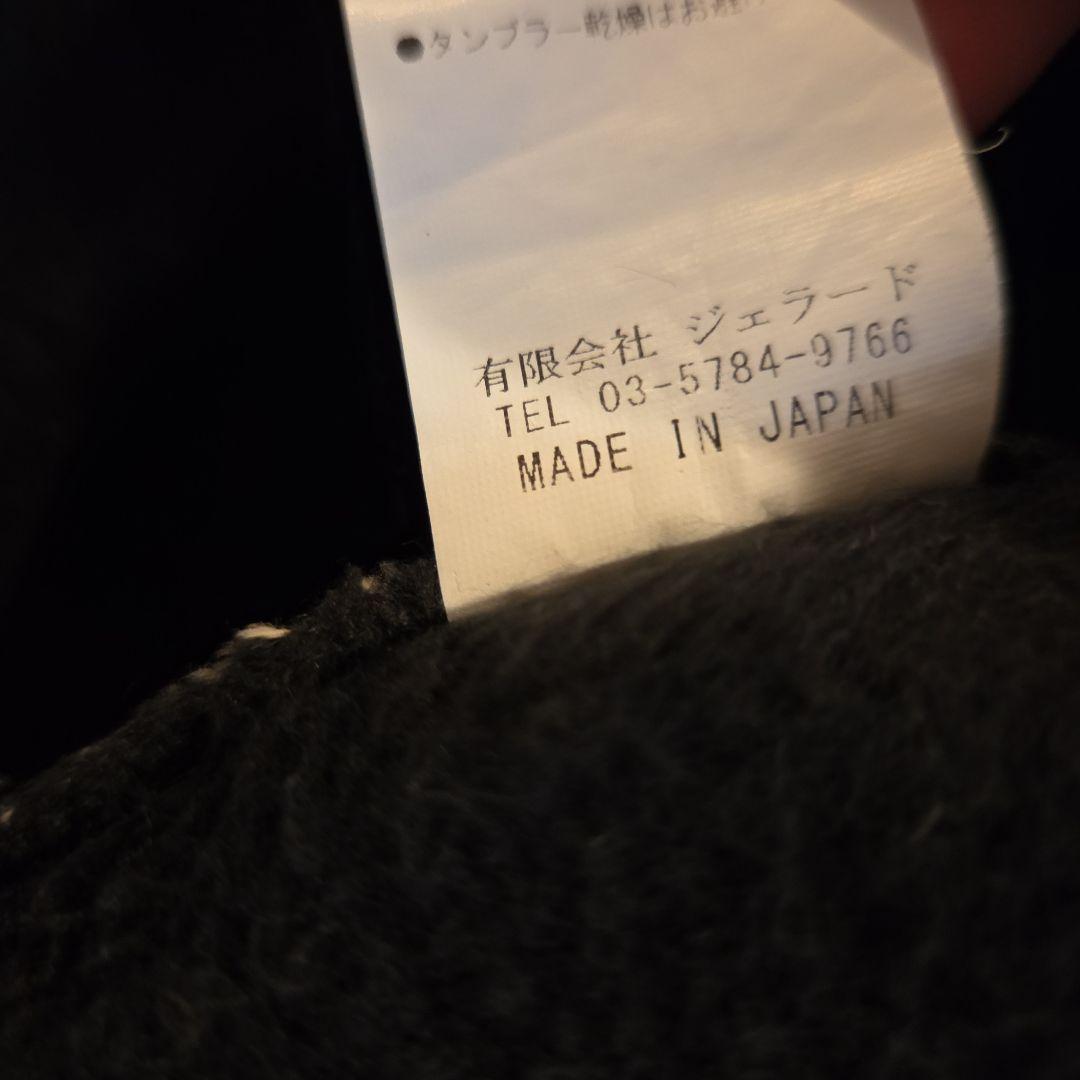 ●タンブラー乾燥はお避け
有限会社 ジェラード
TEL 03-5784-9766
MADE IN JAPAN